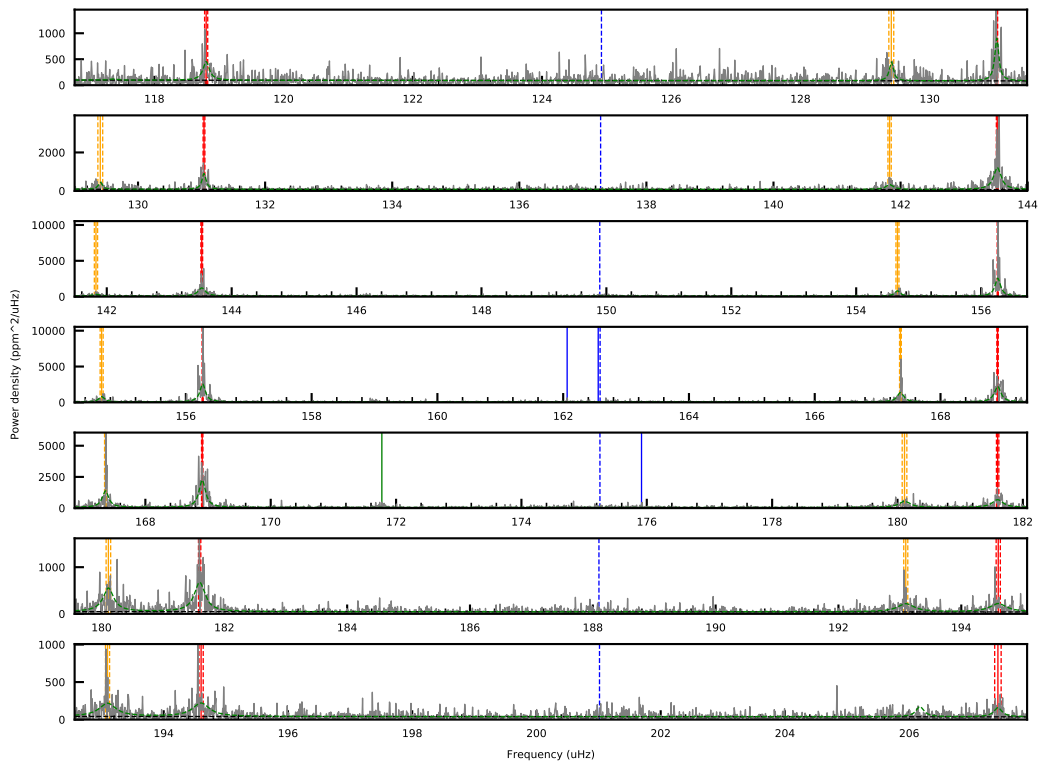 1000
500
0
118 120 122 124 126 128 130
2000
0
130 132 134 136 138 140 142 144
10000
5000
0
142 144 146 148 150 152 154 156
10000
5000
0
156 158 160 162 164 166 168
5000
2500
0
168 170 172 174 176 178 180 182
1000
0
180 182 184 186 188 190 192 194
1000
500
0
194 196 198 200 202 204 206
Power density (ppm^2/uHz)
Frequency (uHz)